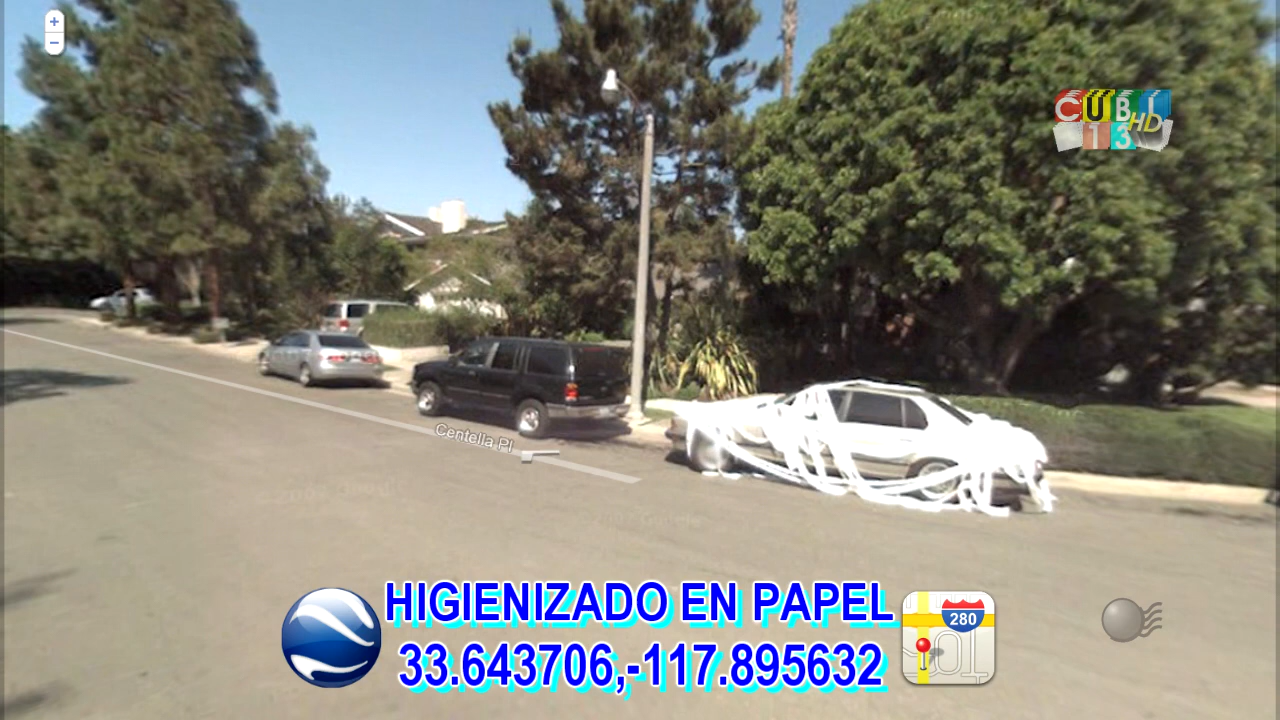 CUBI
HD
13
Centella Pl
HIGIENIZADO EN PAPEL
280
33.643706,-117.895632